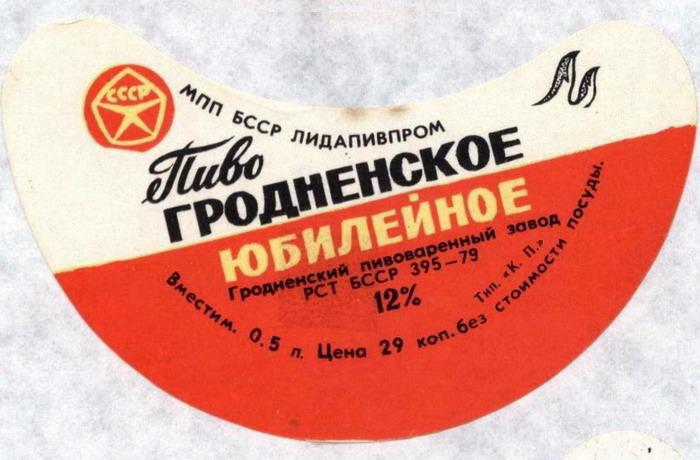 СССР
МПП БССР ЛИДАПИВПРОМ
Пиво
ГРОДНЕНСКОЕ
ЮБИЛЕЙНОЕ
Гродненский пивоваренный завод
РСТ БССР 395—79
12%
Тип. «К. П.»
Вместим. 0.5 л. Цена 29 коп. без стоимости посуды.